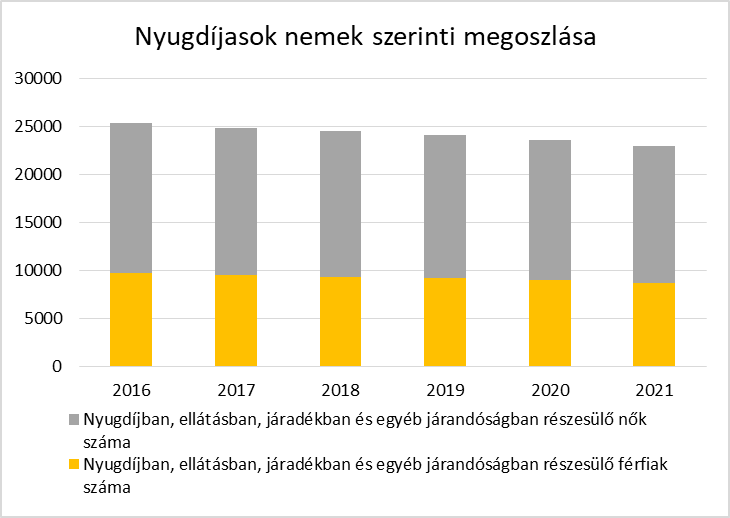 Nyugdíjasok nemek szerinti megoszlása
30000
25000
20000
15000
10000
5000
0
2016 2017 2018 2019 2020 2021
Nyugdíjban, ellátásban, járadékban és egyéb járandóságban részesülő nők
száma
Nyugdíjban, ellátásban, járadékban és egyéb járandóságban részesülő férfiak
száma